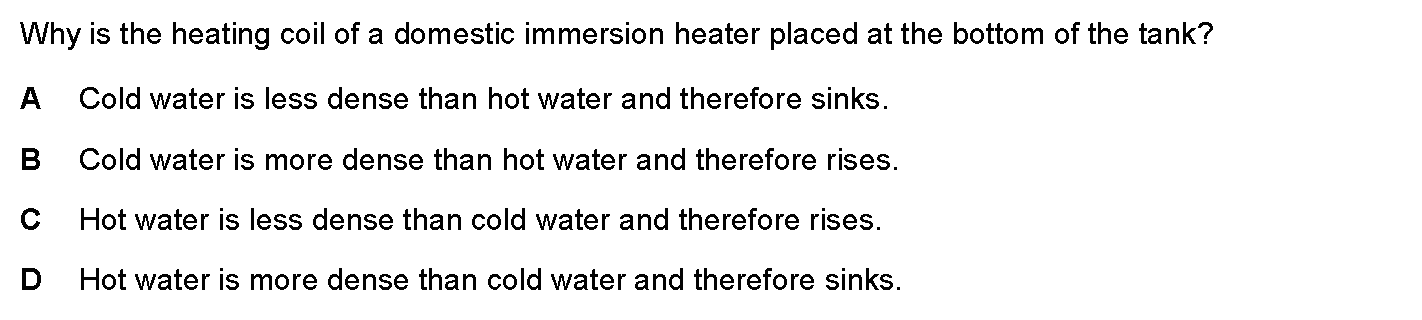 Why is the heating coil of a domestic immersion heater placed at the bottom of the tank?
A Cold water is less dense than hot water and therefore sinks.
B Cold water is more dense than hot water and therefore rises.
C Hot water is less dense than cold water and therefore rises.
D Hot water is more dense than cold water and therefore sinks.